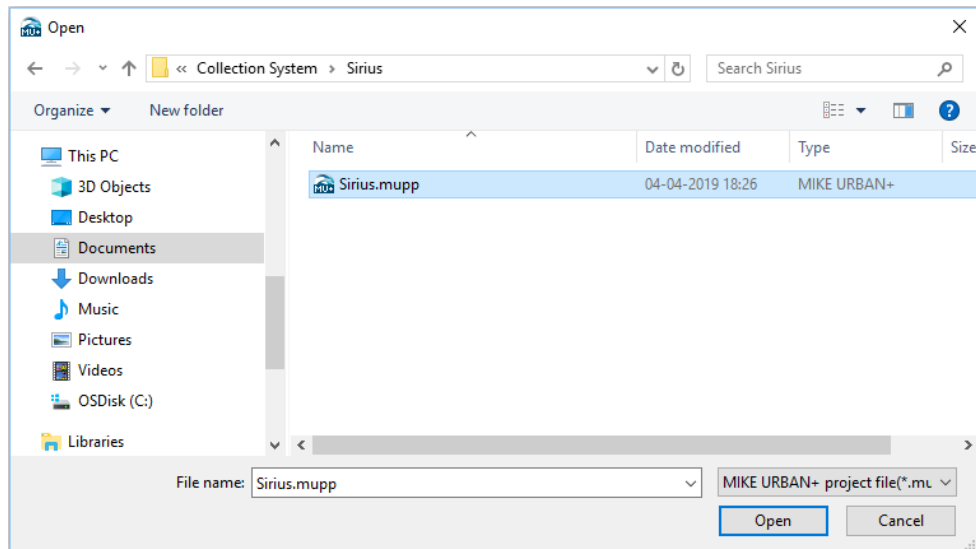 MU+ Open
« Collection System > Sirius Search Sirius
Organize New folder ?
This PC
3D Objects
Desktop
Documents
Downloads
Music
Pictures
Videos
OSDisk (C:)
Libraries
Name Date modified Type Size
MU+ Sirius.mupp 04-04-2019 18:26 MIKE URBAN+
File name: Sirius.mupp MIKE URBAN+ project file(*.mu
Open Cancel